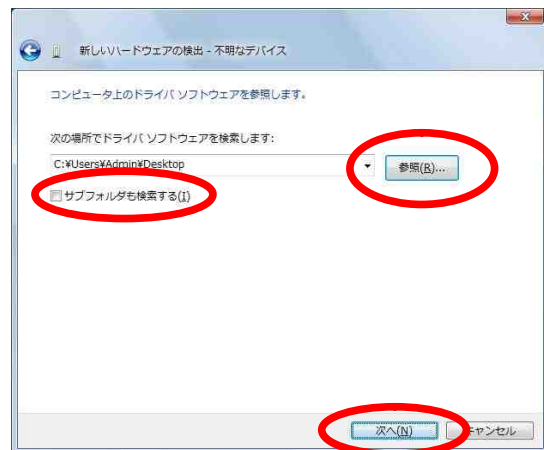 新しいハードウェアの検出 - 不明なデバイス
コンピュータ上のドライバ ソフトウェアを参照します。
次の場所でドライバ ソフトウェアを検索します:
C:¥Users¥Admin¥Desktop
参照(R)...
サブフォルダも検索する(I)
次へ(N)
キャンセル